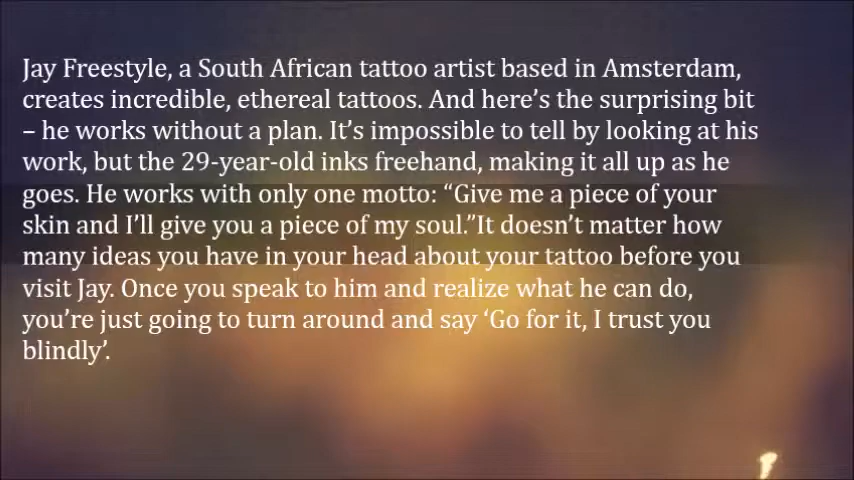 Jay Freestyle, a South African tattoo artist based in Amsterdam,
creates incredible, ethereal tattoos. And here’s the surprising bit
– he works without a plan. It’s impossible to tell by looking at his
work, but the 29-year-old inks freehand, making it all up as he
goes. He works with only one motto: “Give me a piece of your
skin and I’ll give you a piece of my soul.”It doesn’t matter how
many ideas you have in your head about your tattoo before you
visit Jay. Once you speak to him and realize what he can do,
you’re just going to turn around and say ‘Go for it, I trust you
blindly’.